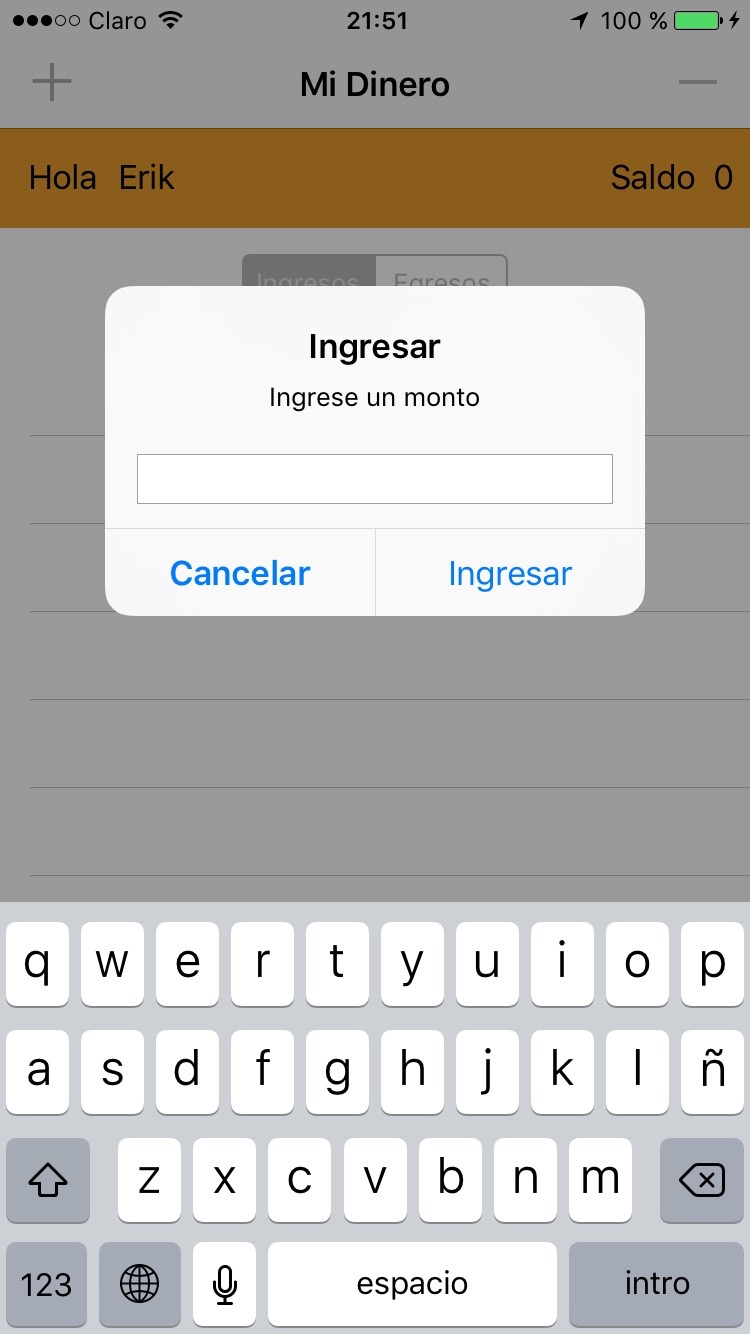 Claro 21:51 100 %
Mi Dinero
Hola Erik Saldo 0
Ingresos Egresos
Ingresar
Ingrese un monto
Cancelar Ingresar
q w e r t y u i o p
a s d f g h j k l ñ
z x c v b n m
123 espacio intro